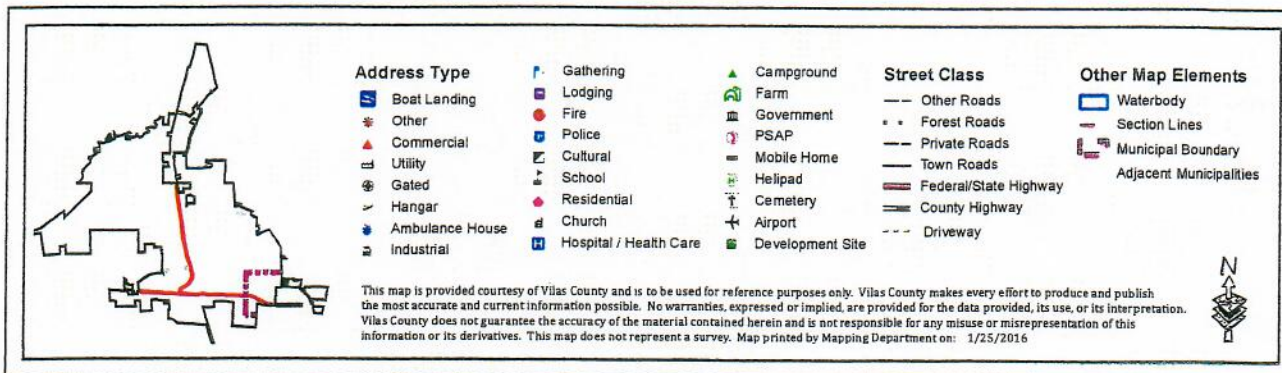 Address Type
Boat Landing
Other
Commercial
Utility
Gated
Hangar
Ambulance House
Industrial
Gathering
Lodging
Fire
Police
Cultural
School
Residential
Church
Hospital / Health Care
Campground
Farm
Government
PSAP
Mobile Home
Helipad
Cemetery
Airport
Development Site
Street Class
Other Roads
Forest Roads
Private Roads
Town Roads
Federal/State Highway
County Highway
Driveway
Other Map Elements
Waterbody
Section Lines
Municipal Boundary
Adjacent Municipalities
N
This map is provided courtesy of Vilas County and is to be used for reference purposes only. Vilas County makes every effort to produce and publish
the most accurate and current information possible. No warranties, expressed or implied, are provided for the data provided, its use, or its interpretation.
Vilas County does not guarantee the accuracy of the material contained herein and is not responsible for any misuse or misrepresentation of this
information or its derivatives. This map does not represent a survey. Map printed by Mapping Department on: 1/25/2016